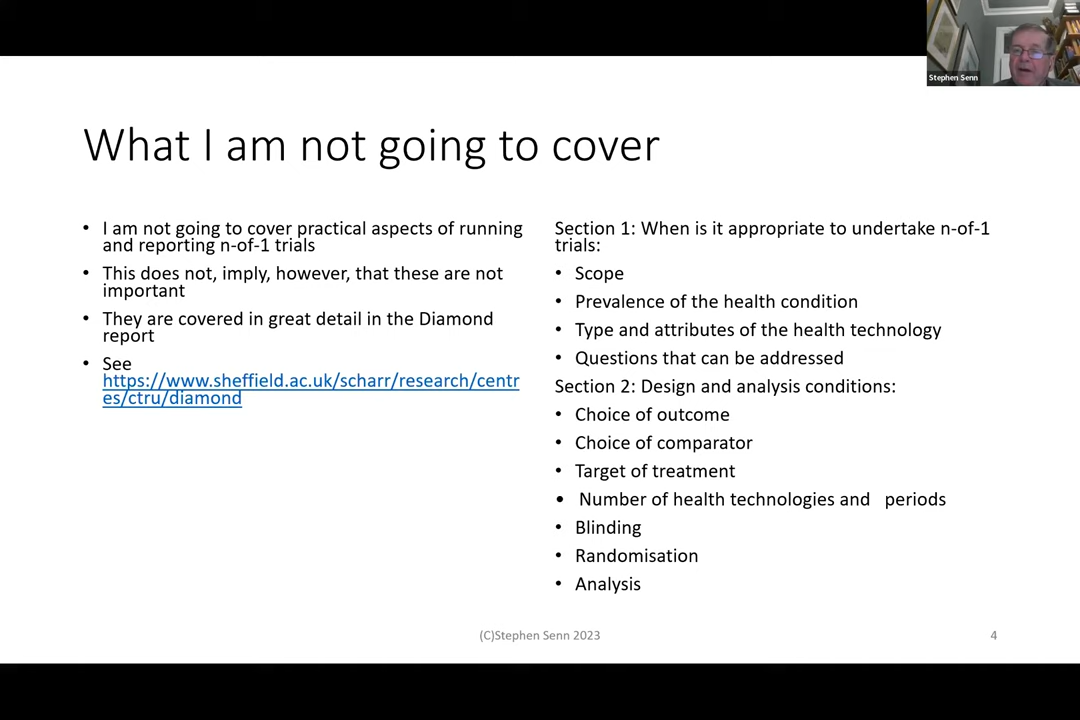 Stephen Senn
What I am not going to cover
• I am not going to cover practical aspects of running
and reporting n-of-1 trials
• This does not, imply, however, that these are not
important
• They are covered in great detail in the Diamond
report
• See
https://www.sheffield.ac.uk/scharr/research/centr
es/ctru/diamond
Section 1: When is it appropriate to undertake n-of-1
trials:
• Scope
• Prevalence of the health condition
• Type and attributes of the health technology
• Questions that can be addressed
Section 2: Design and analysis conditions:
• Choice of outcome
• Choice of comparator
• Target of treatment
• Number of health technologies and periods
• Blinding
• Randomisation
• Analysis
(C)Stephen Senn 2023
4